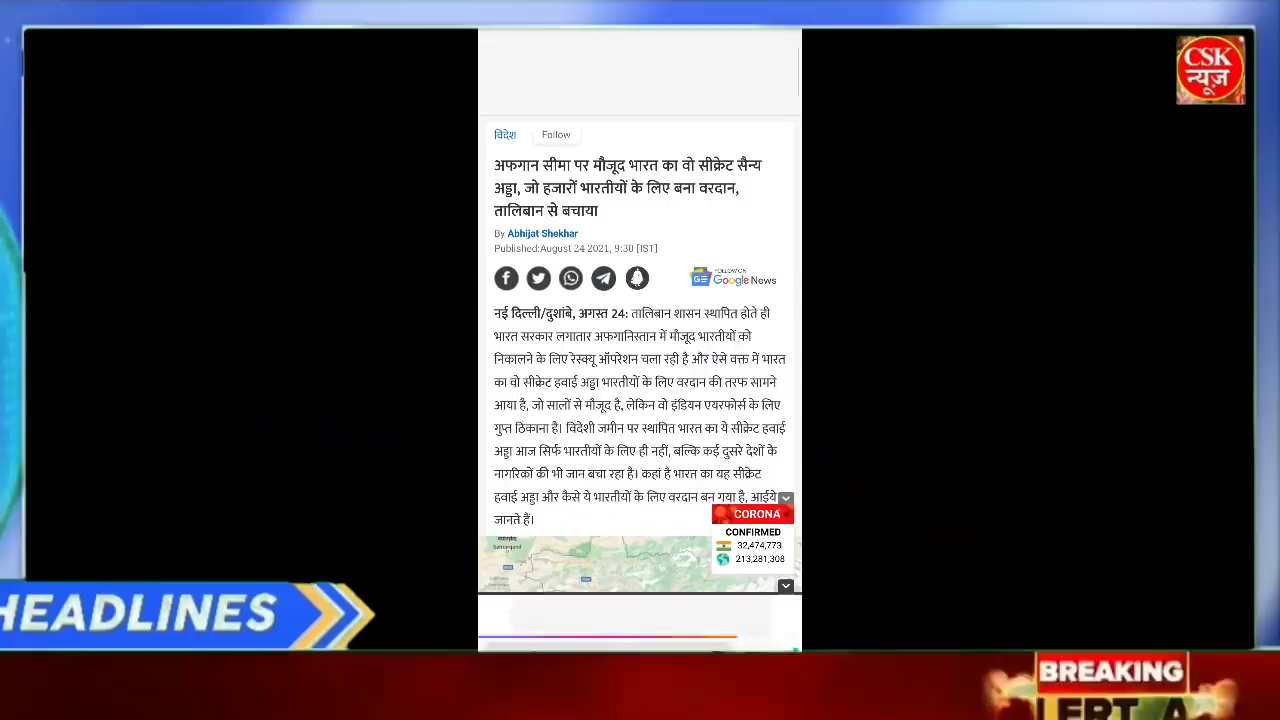 CSK
न्यूज़
विदेश
Follow
अफगान सीमा पर मौजूद भारत का वो सीक्रेट सैन्य
अड्डा, जो हजारों भारतीयों के लिए बना वरदान,
तालिबान से बचाया
By Abhijat Shekhar
Published:August 24 2021, 9:30 [IST]
FOLLOW ON
Google News
नई दिल्ली/दुशांबे, अगस्त 24: तालिबान शासन स्थापित होते ही
भारत सरकार लगातार अफगानिस्तान में मौजूद भारतीयों को
निकालने के लिए रेस्क्यू ऑपरेशन चला रही है और ऐसे वक्त में भारत
का वो सीक्रेट हवाई अड्डा भारतीयों के लिए वरदान की तरफ सामने
आया है, जो सालों से मौजूद है, लेकिन वो इंडियन एयरफोर्स के लिए
गुप्त ठिकाना है। विदेशी जमीन पर स्थापित भारत का ये सीक्रेट हवाई
अड्डा आज सिर्फ भारतीयों के लिए ही नहीं, बल्कि कई दुसरे देशों के
नागरिकों की भी जान बचा रहा है। कहां है भारत का यह सीक्रेट
हवाई अड्डा और कैसे ये भारतीयों के लिए वरदान बन गया है, आईये
जानते हैं।
CORONA
CONFIRMED
32,474,773
213,281,308
Samarqand
HEADLINES
BREAKING